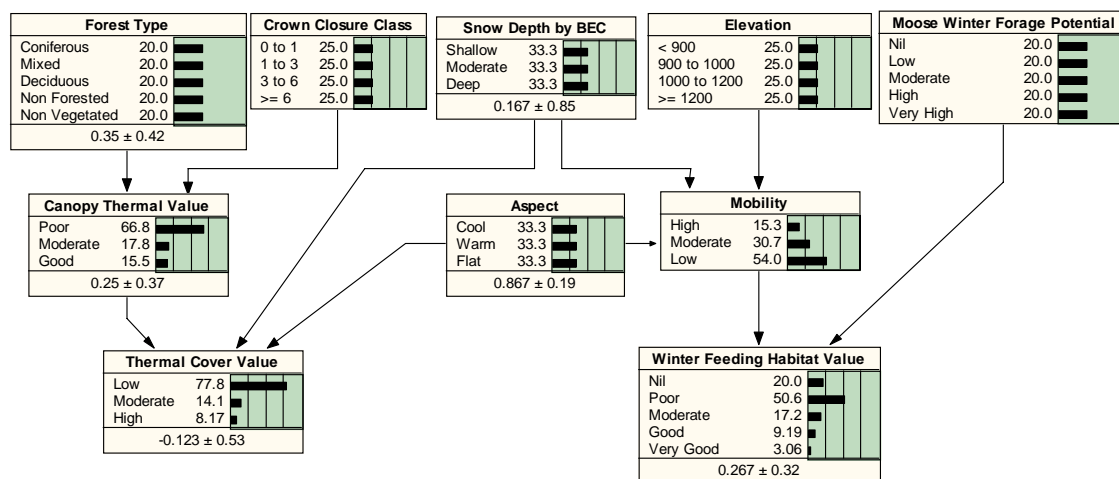 Forest Type
Coniferous 20.0
Mixed 20.0
Deciduous 20.0
Non Forested 20.0
Non Vegetated 20.0
0.35 ± 0.42
Crown Closure Class
0 to 1 25.0
1 to 3 25.0
3 to 6 25.0
>= 6 25.0
Snow Depth by BEC
Shallow 33.3
Moderate 33.3
Deep 33.3
0.167 ± 0.85
Elevation
< 900 25.0
900 to 1000 25.0
1000 to 1200 25.0
>= 1200 25.0
Moose Winter Forage Potential
Nil 20.0
Low 20.0
Moderate 20.0
High 20.0
Very High 20.0
Canopy Thermal Value
Poor 66.8
Moderate 17.8
Good 15.5
0.25 ± 0.37
Aspect
Cool 33.3
Warm 33.3
Flat 33.3
0.867 ± 0.19
Mobility
High 15.3
Moderate 30.7
Low 54.0
Thermal Cover Value
Low 77.8
Moderate 14.1
High 8.17
-0.123 ± 0.53
Winter Feeding Habitat Value
Nil 20.0
Poor 50.6
Moderate 17.2
Good 9.19
Very Good 3.06
0.267 ± 0.32